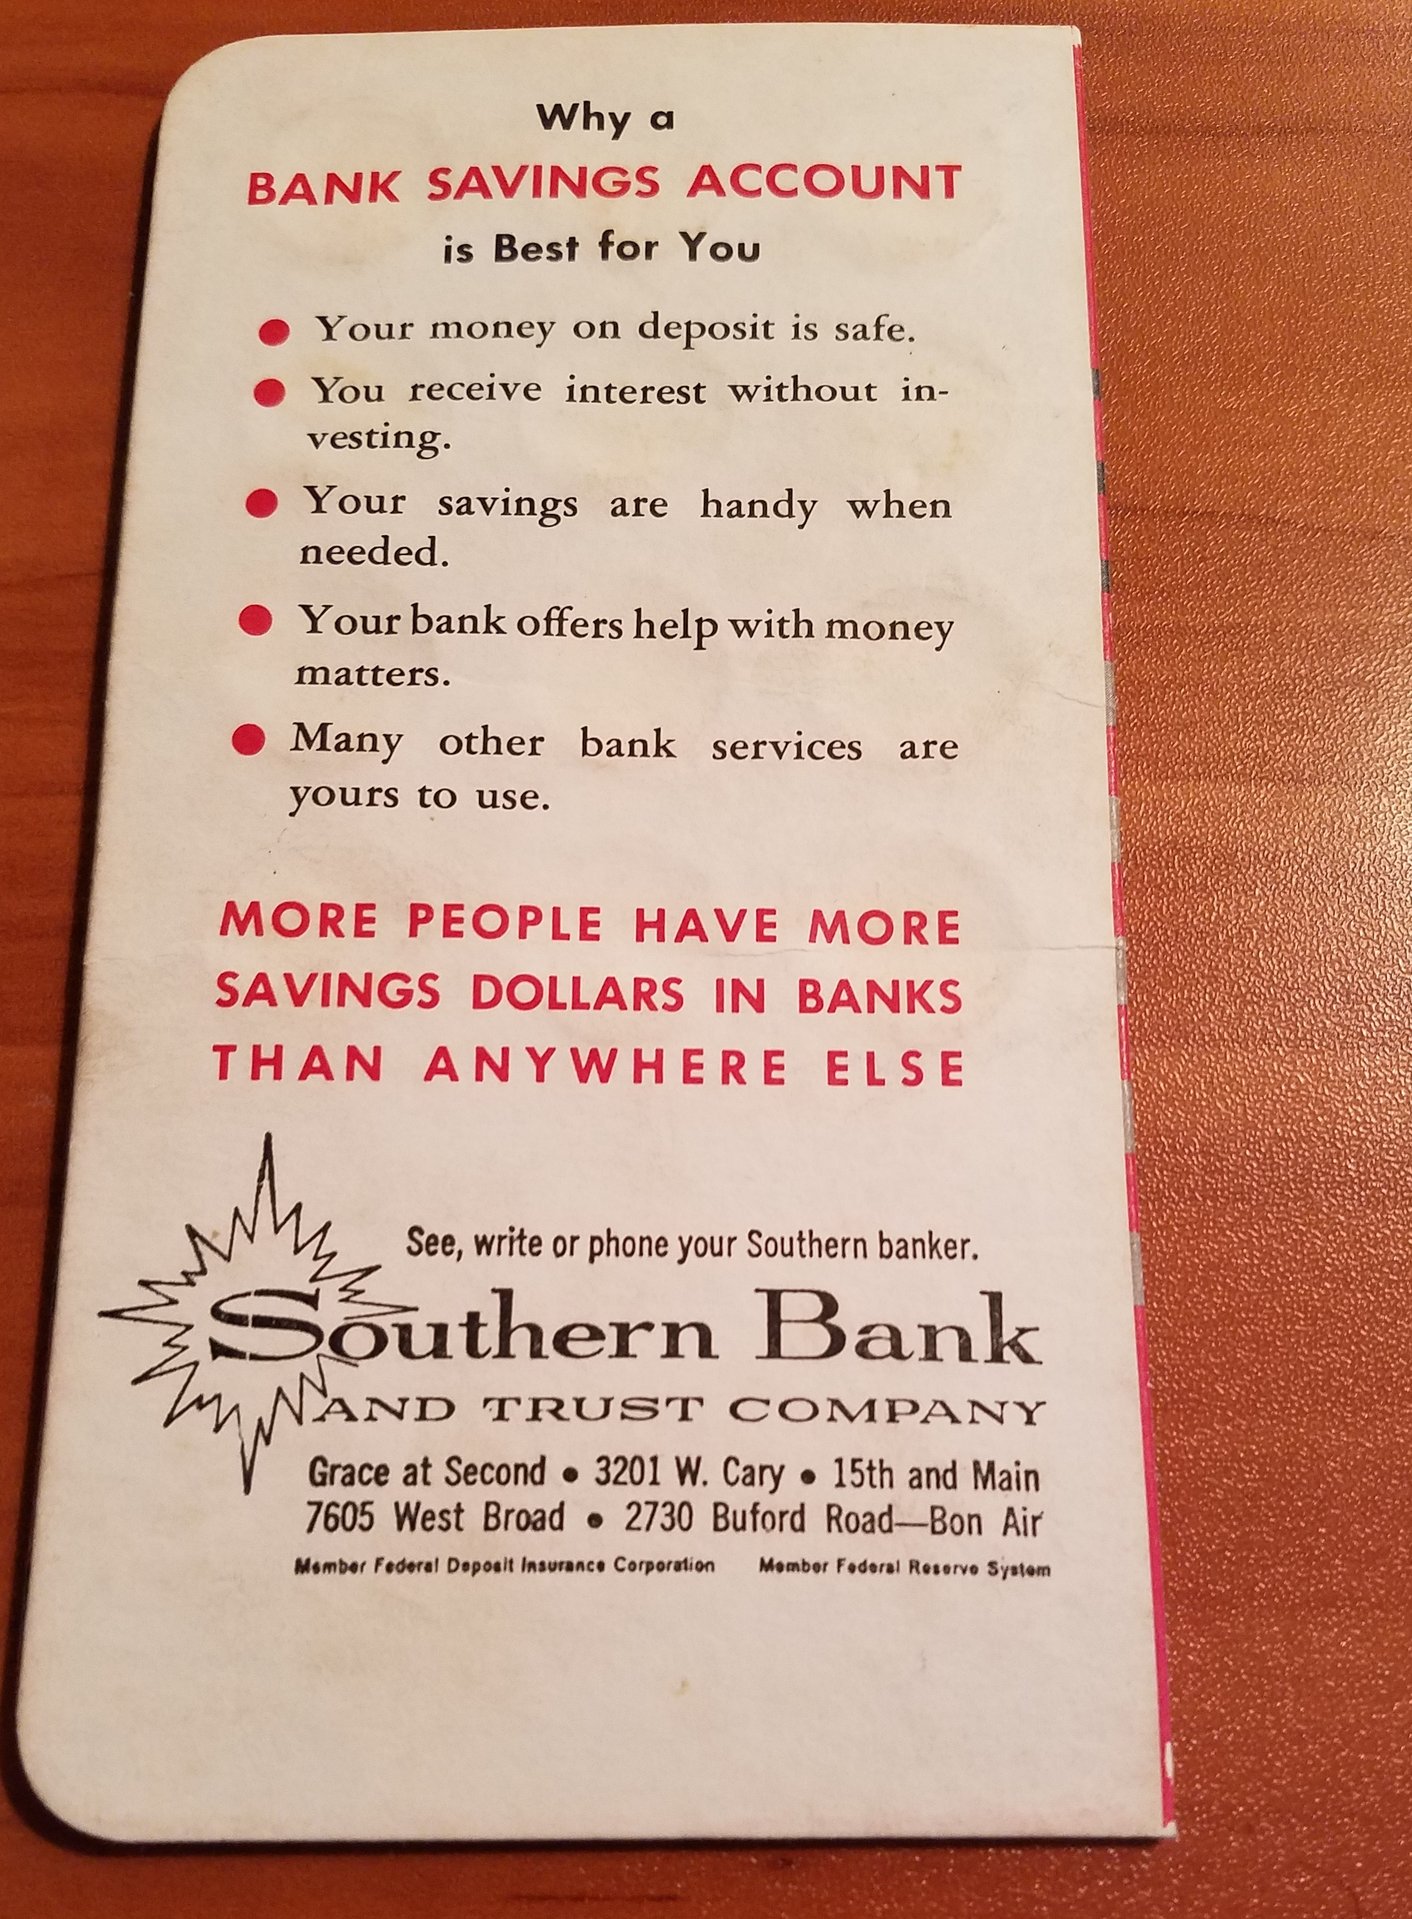 Why a
BANK SAVINGS ACCOUNT
is Best for You
● Your money on deposit is safe.
● You receive interest without in-
vesting.
● Your savings are handy when
needed.
● Your bank offers help with money
matters.
● Many other bank services are
yours to use.
MORE PEOPLE HAVE MORE
SAVINGS DOLLARS IN BANKS
THAN ANYWHERE ELSE
See, write or phone your Southern banker.
Southern Bank
AND TRUST COMPANY
Grace at Second ● 3201 W. Cary ● 15th and Main
7605 West Broad ● 2730 Buford Road—Bon Air
Member Federal Deposit Insurance Corporation Member Federal Reserve System